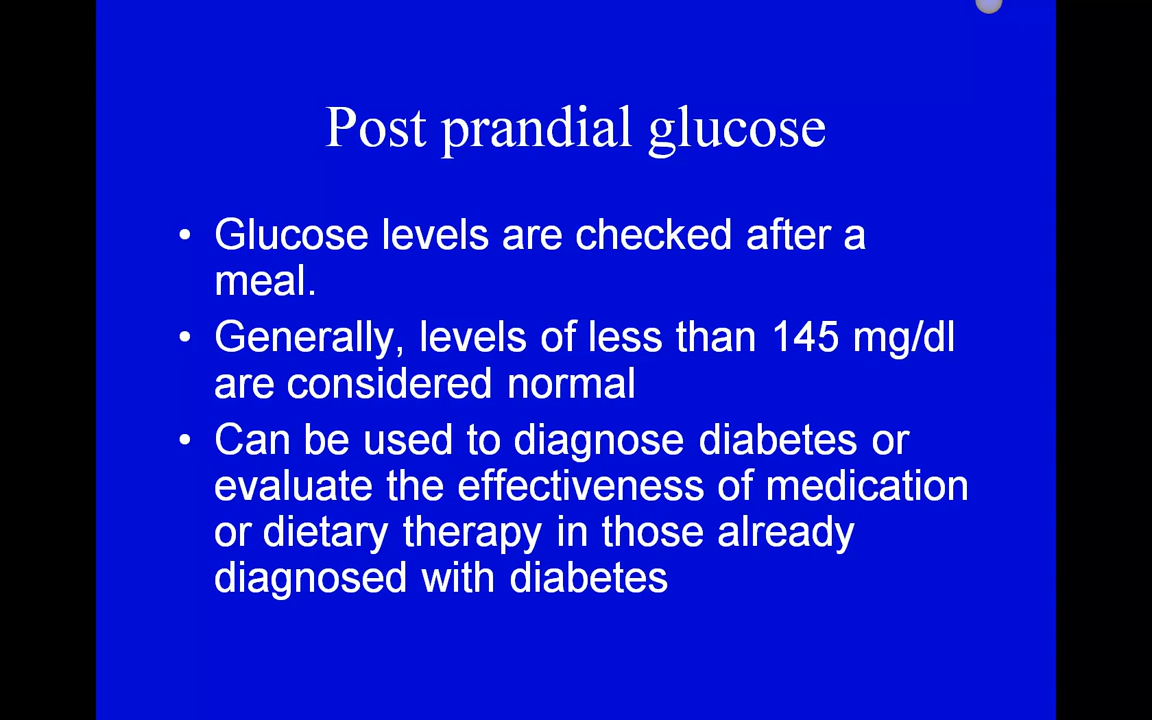 Post prandial glucose
• Glucose levels are checked after a
meal.
• Generally, levels of less than 145 mg/dl
are considered normal
• Can be used to diagnose diabetes or
evaluate the effectiveness of medication
or dietary therapy in those already
diagnosed with diabetes